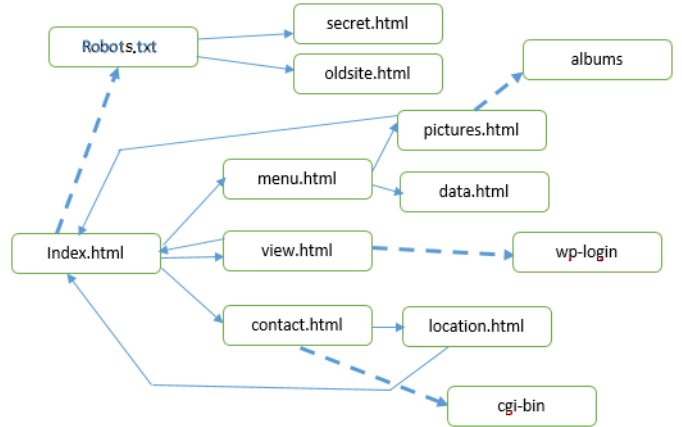 secret.html
Robots.txt
oldsite.html
albums
pictures.html
menu.html
data.html
Index.html
view.html
wp-login
contact.html
location.html
cgi-bin